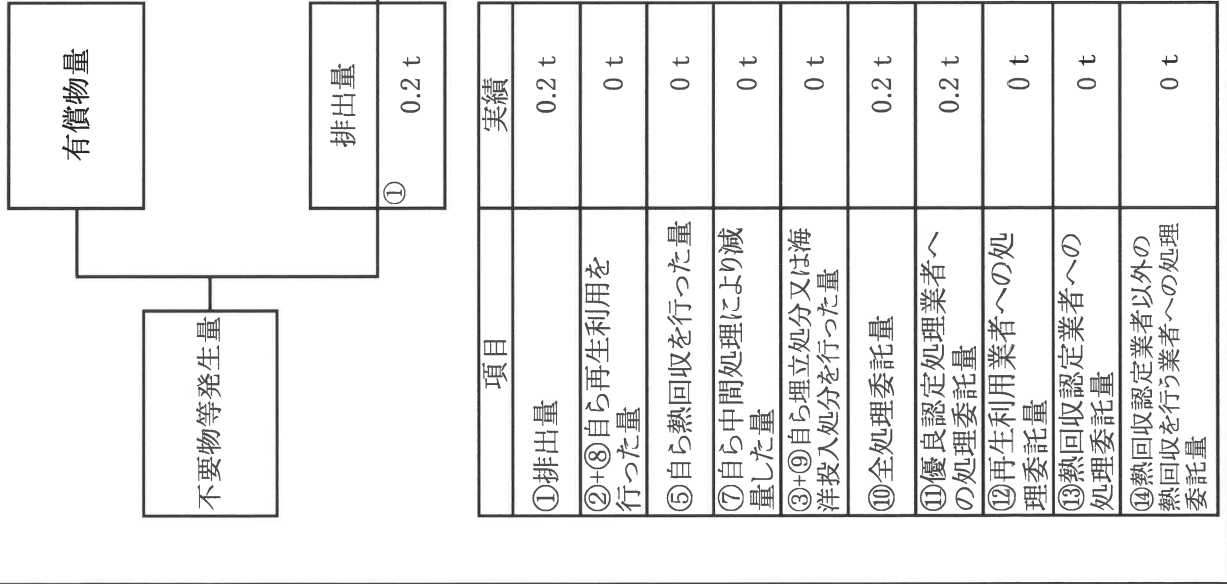 有償物量
不要物等発生量
排出量
①
0.2 t
項目 実績
①排出量 0.2 t
②+⑧自ら再生利用を
行った量 0 t
⑤自ら熱回収を行った量 0 t
⑦自ら中間処理により減
量した量 0 t
③+⑨自ら埋立処分又は海
洋投入処分を行った量 0 t
⑩全処理委託量 0.2 t
⑪優良認定処理業者へ
の処理委託量 0.2 t
⑫再生利用業者への処
理委託量 0 t
⑬熱回収認定業者への
処理委託量 0 t
⑭熱回収認定業者以外の
熱回収を行う業者への処理
委託量 0 t